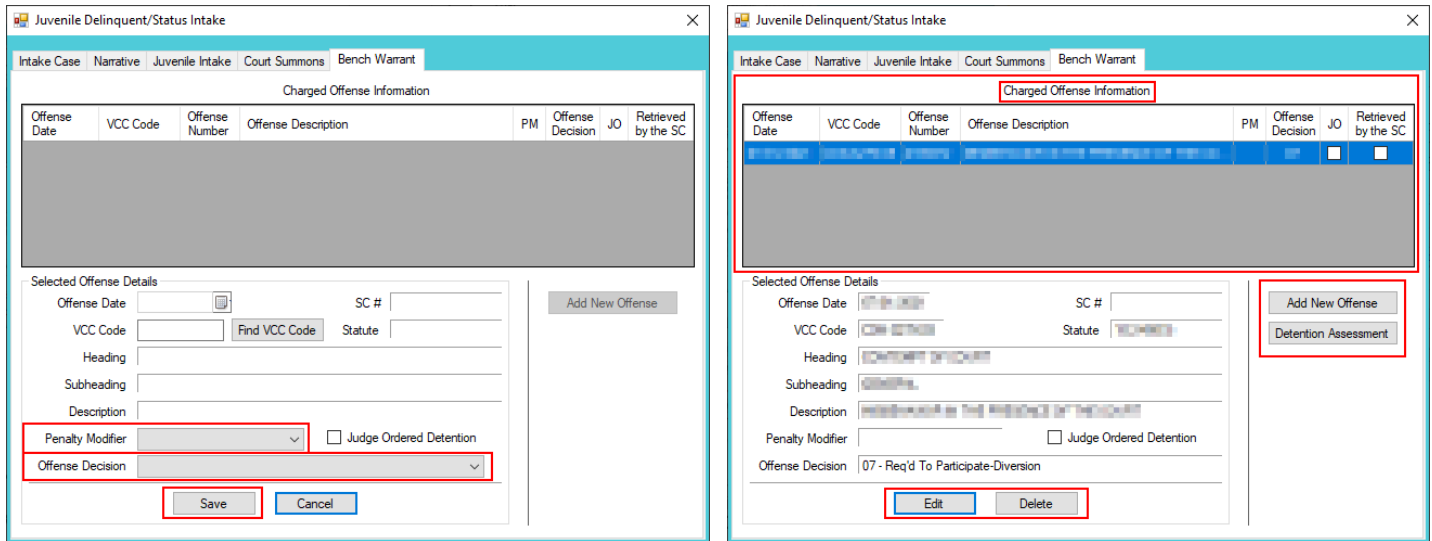 Juvenile Delinquent/Status Intake
Intake Case Narrative Juvenile Intake Court Summons Bench Warrant
Charged Offense Information
Offense Date VCC Code Offense Number Offense Description PM Offense Decision JO Retrieved by the SC
Selected Offense Details
Offense Date SC #
Add New Offense
VCC Code Find VCC Code Statute
Heading
Subheading
Description
Penalty Modifier Judge Ordered Detention
Offense Decision
Save Cancel
Juvenile Delinquent/Status Intake
Intake Case Narrative Juvenile Intake Court Summons Bench Warrant
Charged Offense Information
Offense Date VCC Code Offense Number Offense Description PM Offense Decision JO Retrieved by the SC
Selected Offense Details
Offense Date SC #
Add New Offense
VCC Code Statute
Detention Assessment
Heading
Subheading
Description
Penalty Modifier Judge Ordered Detention
Offense Decision 07 - Req'd To Participate-Diversion
Edit Delete